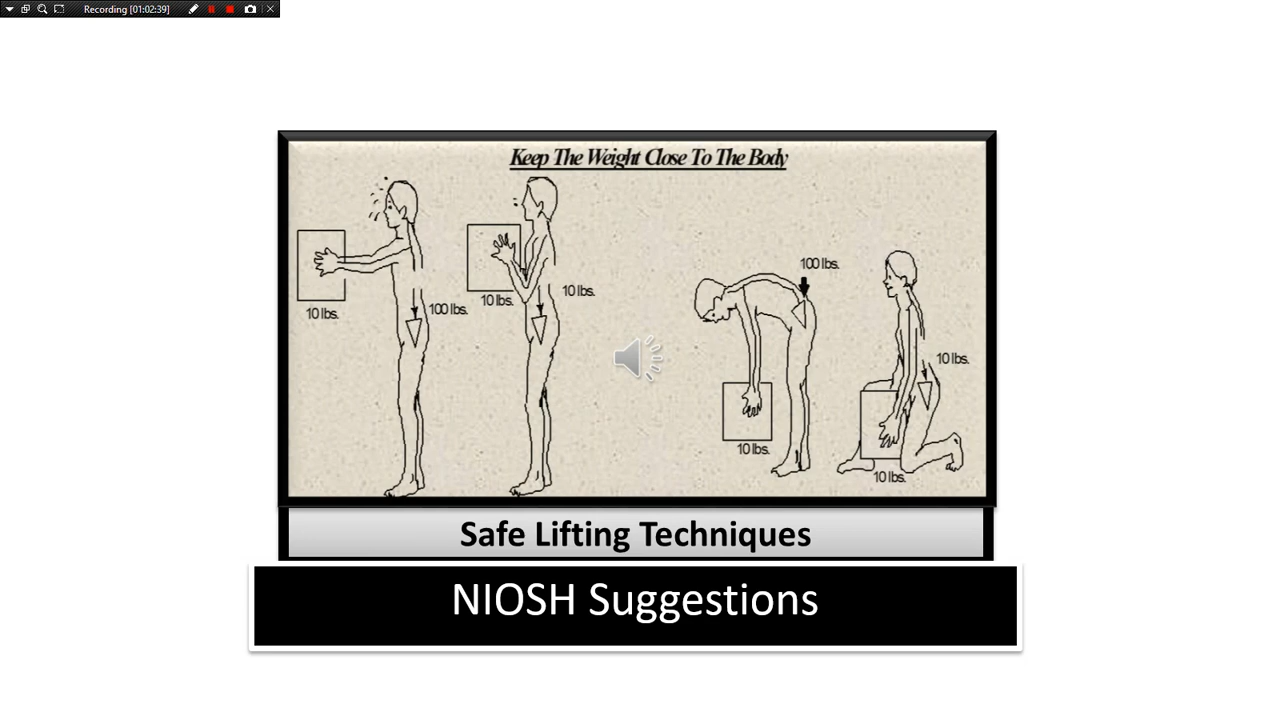 Recording [01:02:39]
Keep The Weight Close To The Body
10 lbs.
100 lbs.
10 lbs.
10 lbs.
100 lbs.
10 lbs.
10 lbs.
10 lbs.
Safe Lifting Techniques
NIOSH Suggestions